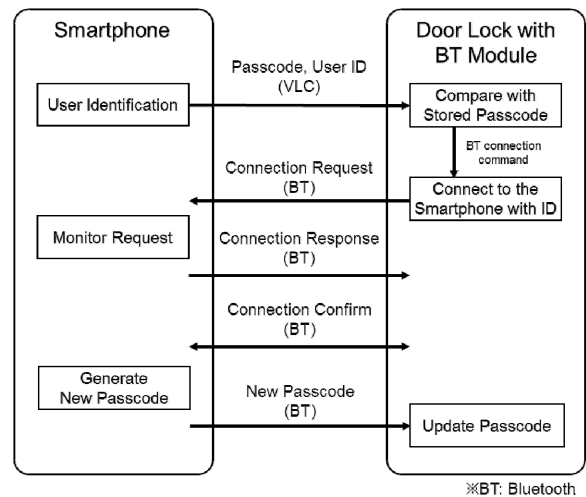 Smartphone
Door Lock with
BT Module
Passcode, User ID
(VLC)
User Identification
Compare with
Stored Passcode
BT connection
command
Connection Request
(BT)
Connect to the
Smartphone with ID
Monitor Request
Connection Response
(BT)
Connection Confirm
(BT)
Generate
New Passcode
New Passcode
(BT)
Update Passcode
※BT: Bluetooth